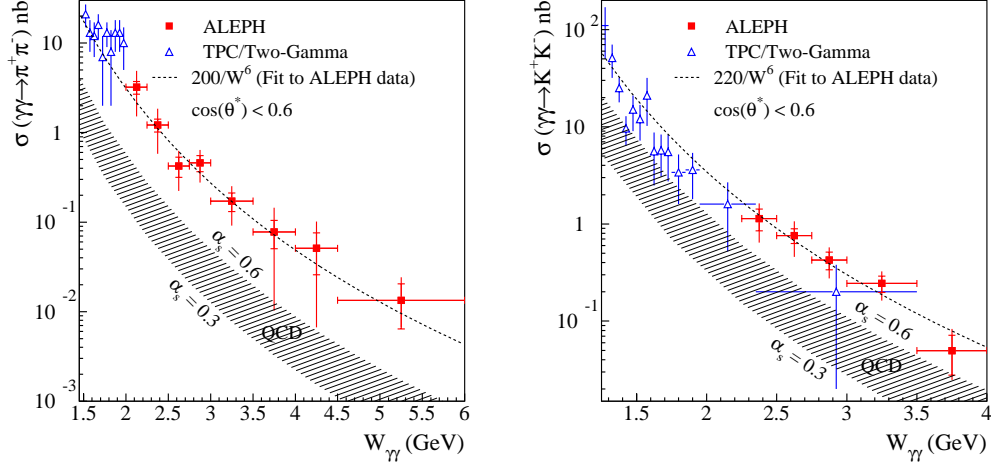 σ (γγ→π⁺π⁻) nb
ALEPH
TPC/Two-Gamma
200/W⁶ (Fit to ALEPH data)
cos(θ*) < 0.6
10
1
10⁻¹
10⁻²
10⁻³
αs = 0.6
αs = 0.3
QCD
1.5 2 2.5 3 3.5 4 4.5 5 5.5 6
Wγγ (GeV)
σ (γγ→K⁺K⁻) nb
ALEPH
TPC/Two-Gamma
220/W⁶ (Fit to ALEPH data)
cos(θ*) < 0.6
10²
10
1
10⁻¹
αs = 0.6
αs = 0.3
QCD
1.5 2 2.5 3 3.5 4
Wγγ (GeV)